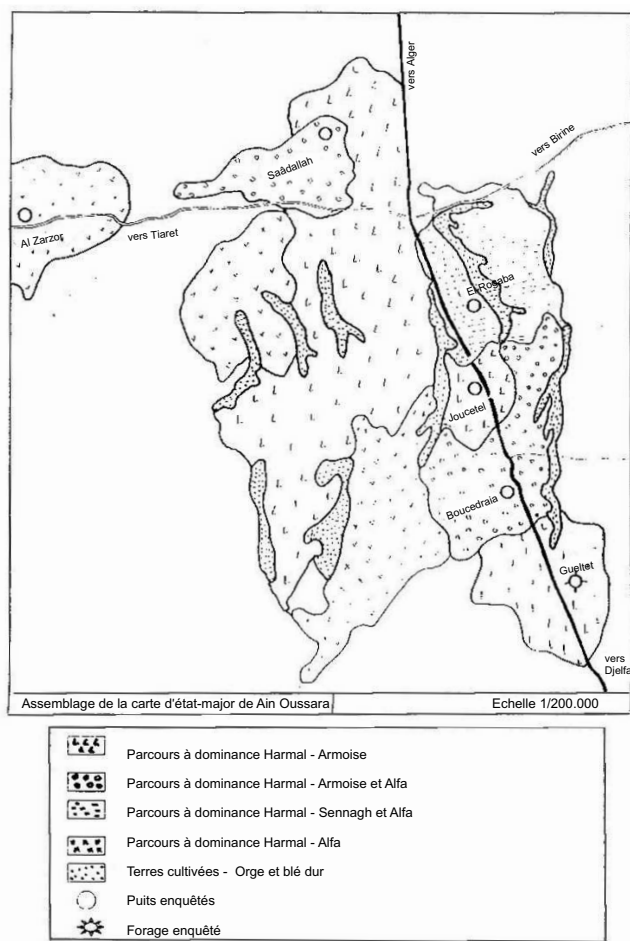 vers Alger
vers Birine
Saâdallah
Al Zarzor
vers Tiaret
El Rosaba
Joucetel
Boucedraia
Gueltet
vers
Djelfa
Assemblage de la carte d'état-major de Ain Oussara
Echelle 1/200.000
Parcours à dominance Harmal - Armoise
Parcours à dominance Harmal - Armoise et Alfa
Parcours à dominance Harmal - Sennagh et Alfa
Parcours à dominance Harmal - Alfa
Terres cultivées - Orge et blé dur
Puits enquêtés
Forage enquêté